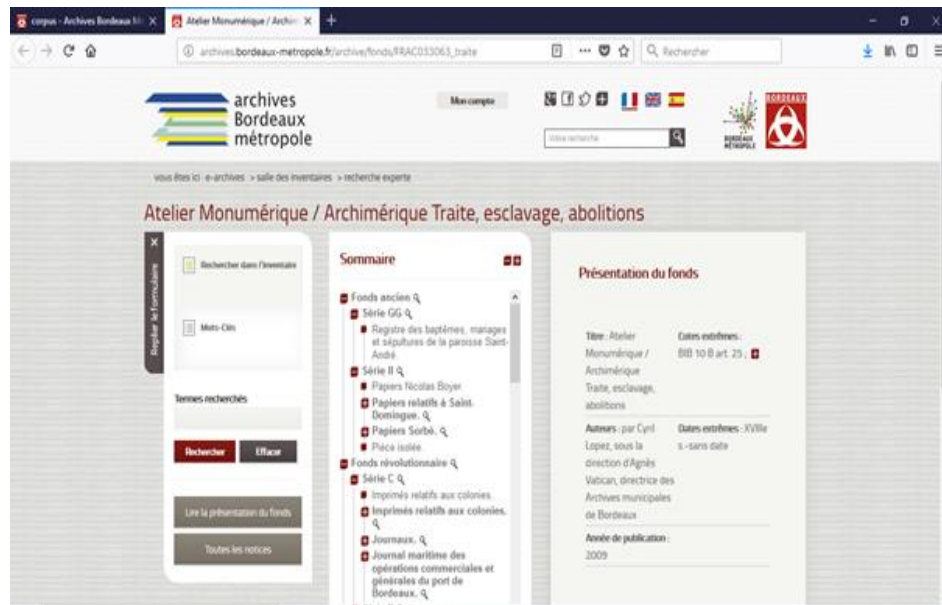 corpus - Archives Bordeaux Mé
Atelier Monumérique / Archim
archives.bordeaux-metropole.fr/archive/fonds/FRAC033063_traite
Rechercher
archives
Bordeaux
métropole
Mon compte
Votre recherche
BORDEAUX
MÉTROPOLE
BORDEAUX
vous êtes ici : e-archives > salle des inventaires > recherche experte
Atelier Monumérique / Archimérique Traite, esclavage, abolitions
Replier le formulaire
Rechercher dans l'inventaire
Mots-Clés
Termes recherchés
Rechercher
Effacer
Lire la présentation du fonds
Toutes les notices
Sommaire
Fonds ancien
Série GG
Registre des baptêmes, mariages
et sépultures de la paroisse Saint-
André
Série II
Papiers Nicolas Boyer
Papiers relatifs à Saint-
Domingue.
Papiers Sorbé.
Pièce isolée.
Fonds révolutionnaire
Série C
Imprimés relatifs aux colonies.
Imprimés relatifs aux colonies.
Journaux.
Journal maritime des
opérations commerciales et
générales du port de
Bordeaux.
Présentation du fonds
Titre : Atelier
Monumérique /
Archimérique
Traite, esclavage,
abolitions
Cotes extrêmes :
BIB 10 B art. 25 ;
Auteurs : par Cyril
Lopez, sous la
direction d'Agnès
Vatican, directrice des
Archives municipales
de Bordeaux
Dates extrêmes : XVIIIe
s.-sans date
Année de publication :
2009